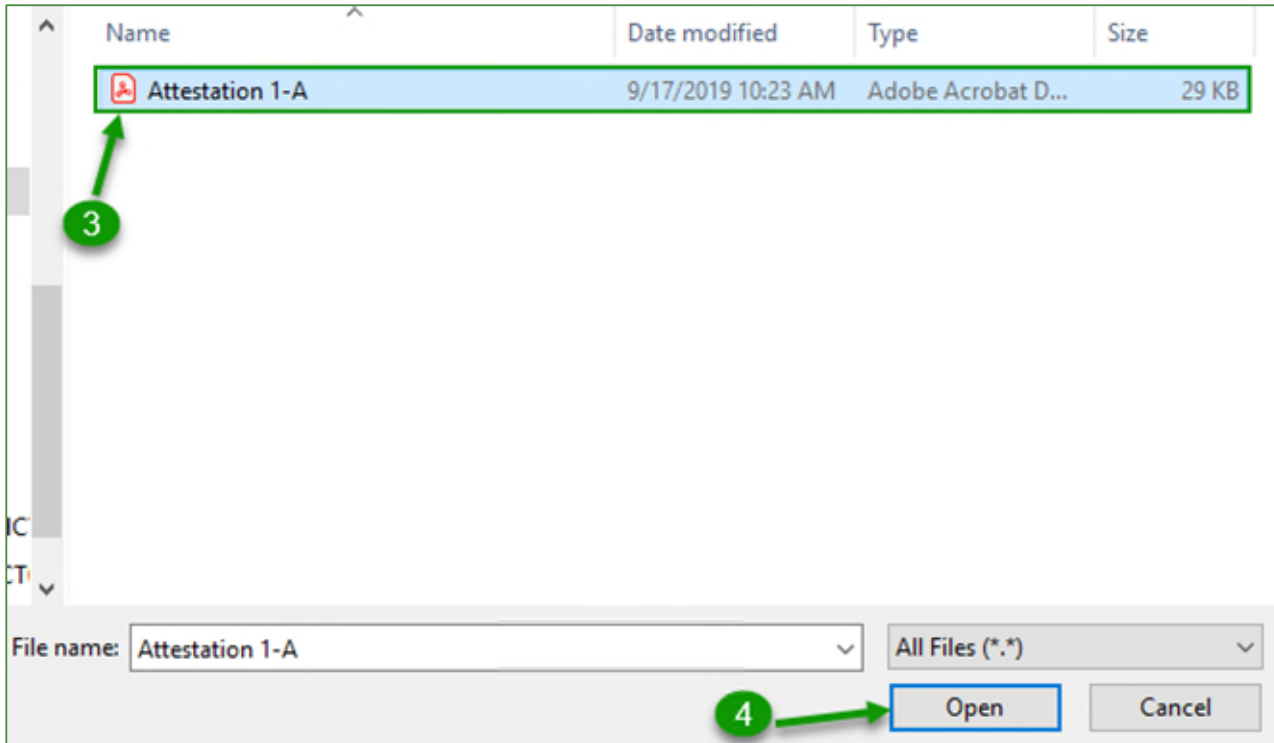 Name Date modified Type Size
Attestation 1-A 9/17/2019 10:23 AM Adobe Acrobat D... 29 KB
3
File name: Attestation 1-A All Files (*.*)
4 Open Cancel